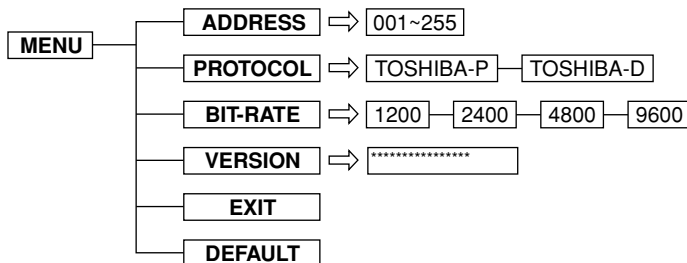 ADDRESS 001~255
MENU
PROTOCOL TOSHIBA-P TOSHIBA-D
BIT-RATE 1200 2400 4800 9600
VERSION ****************
EXIT
DEFAULT